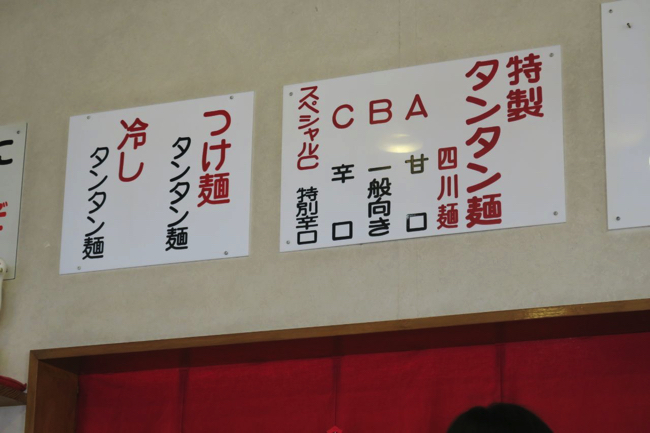 特製
タンタン麺
四川麺
A 甘口
B 一般向き
C 辛口
スペシャルC 特別辛口
つけ麺
タンタン麺
冷し
タンタン麺